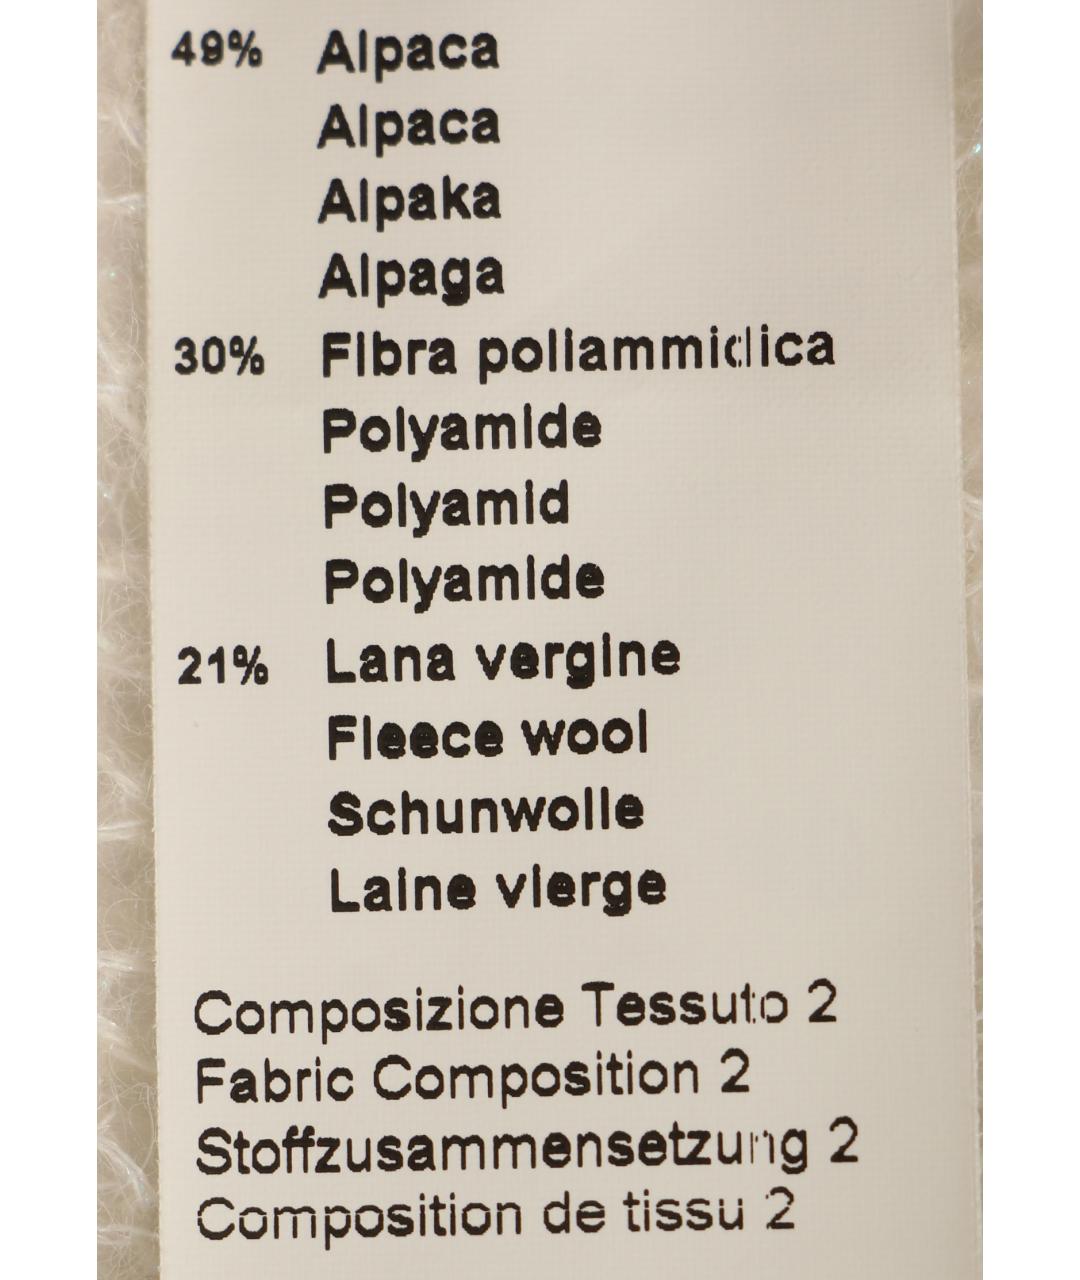 49% Alpaca
Alpaca
Alpaka
Alpaga
30% Fibra poliammidica
Polyamide
Polyamid
Polyamide
21% Lana vergine
Fleece wool
Schunwolle
Laine vierge
Composizione Tessuto 2
Fabric Composition 2
Stoffzusammensetzung 2
Composition de tissu 2